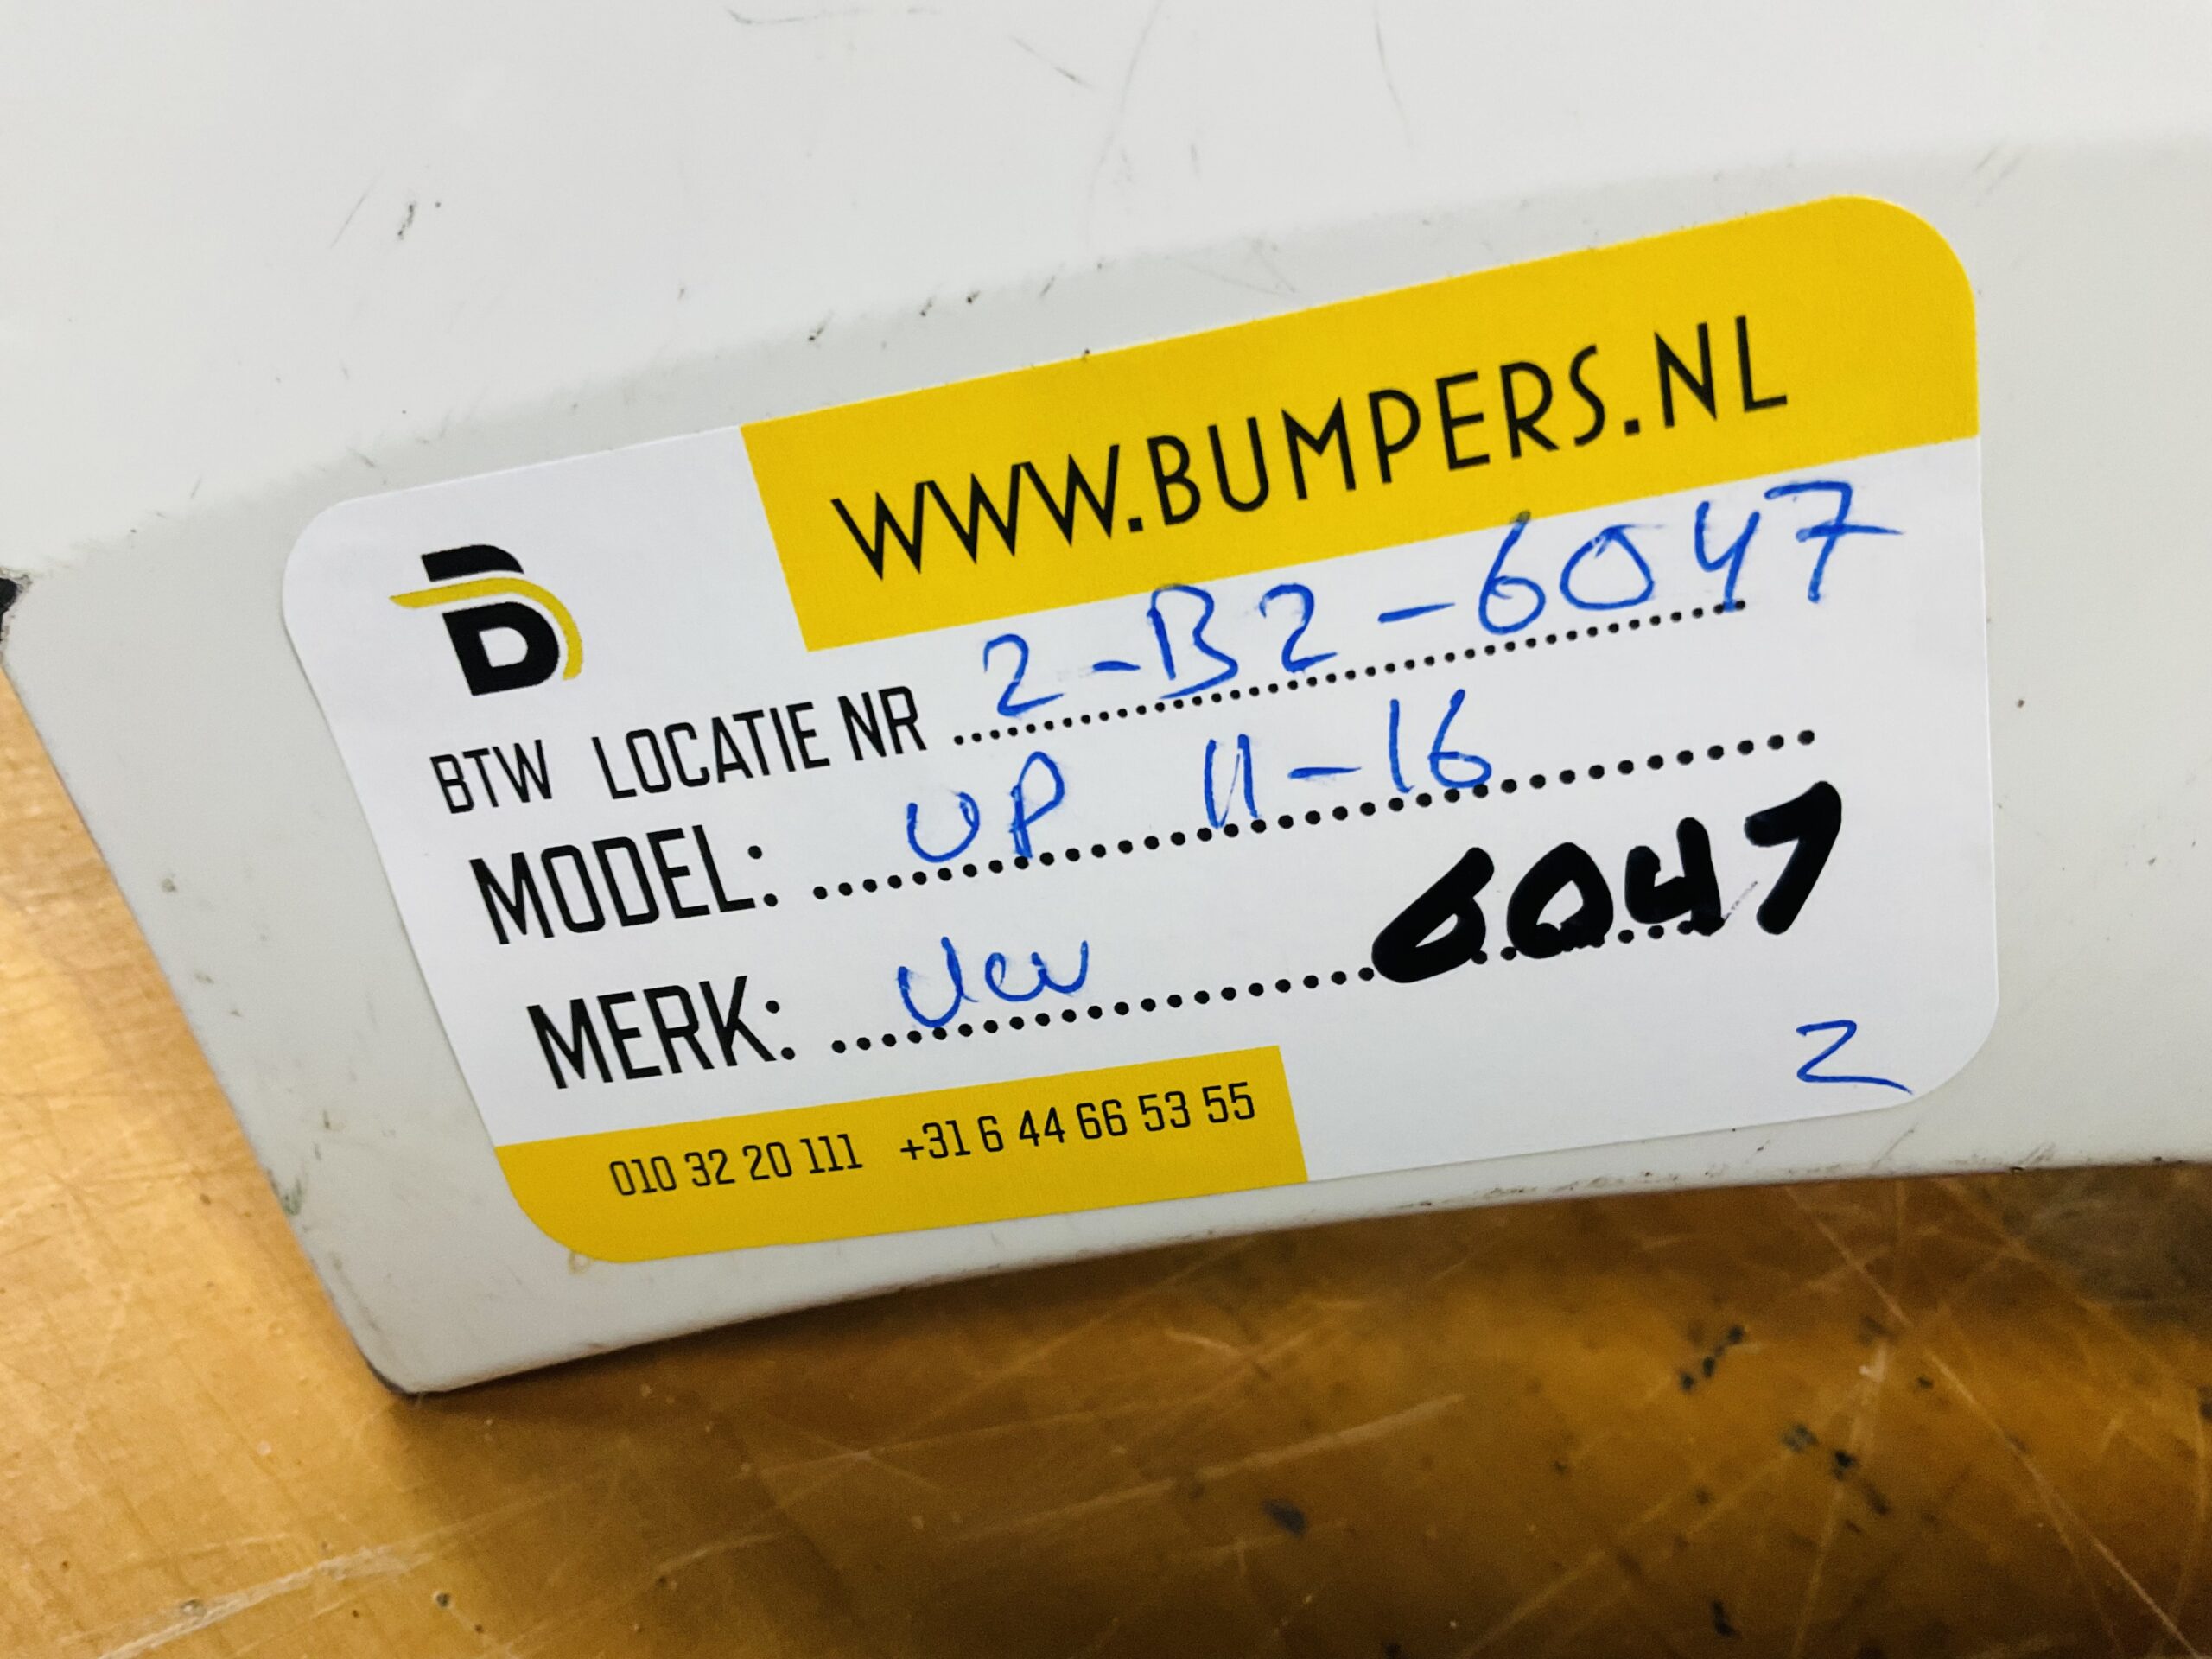 WWW.BUMPERS.NL
B
BTW LOCATIE NR 2-B2-6047
MODEL: UP 11-16
MERK: 6047
2
010 32 20 111 +31 6 44 66 53 55